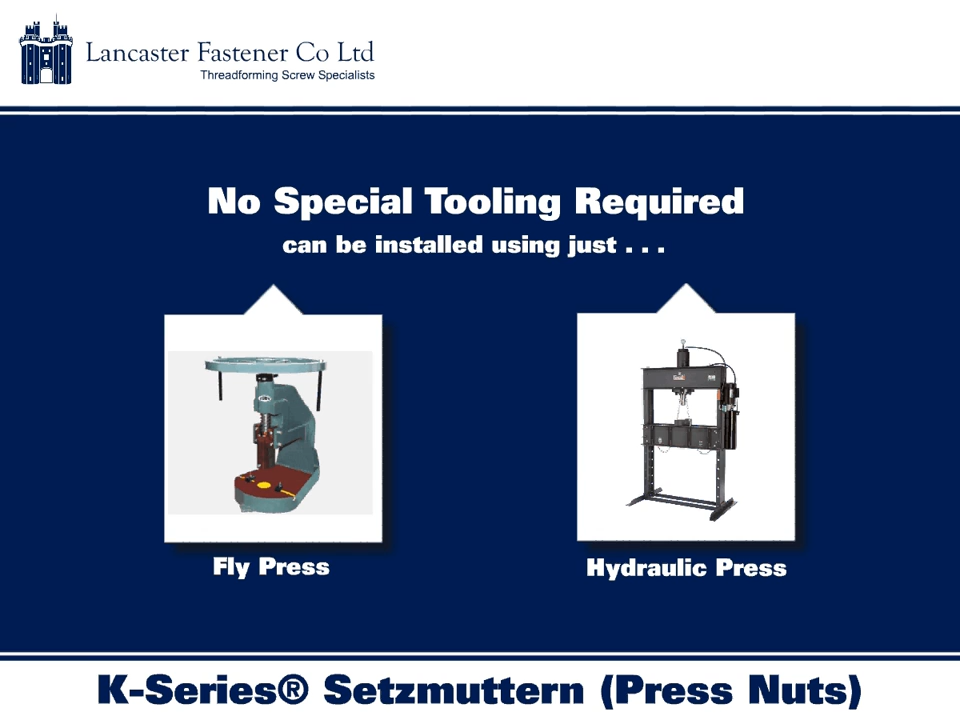 Lancaster Fastener Co Ltd
Threadforming Screw Specialists
No Special Tooling Required
can be installed using just . . .
Fly Press
Hydraulic Press
K-Series® Setzmuttern (Press Nuts)